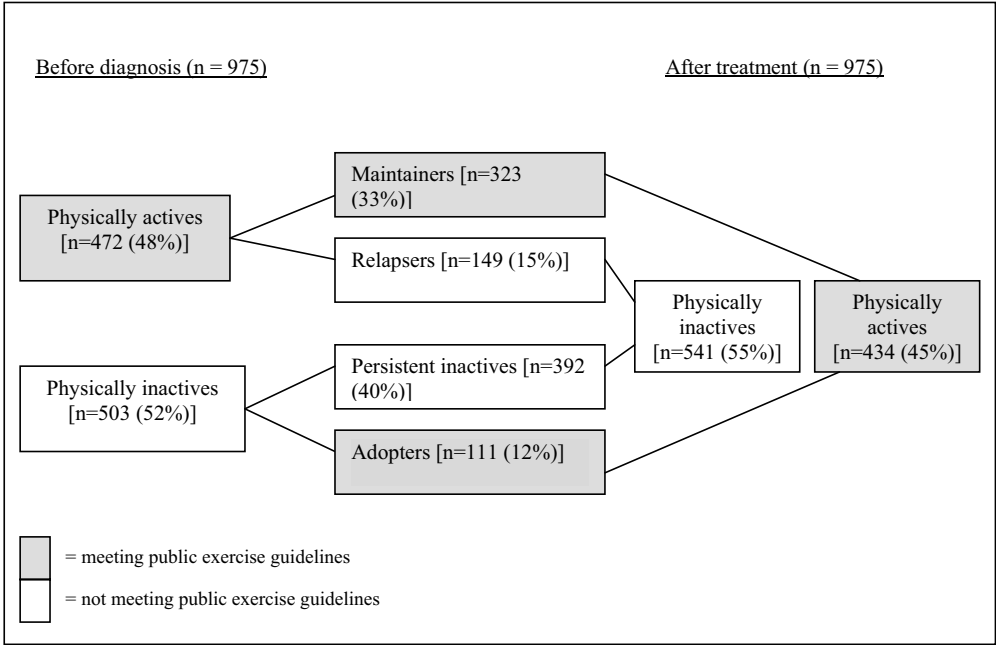 Before diagnosis (n = 975)
After treatment (n = 975)
Physically actives
[n=472 (48%)]
Maintainers [n=323
(33%)]
Relapsers [n=149 (15%)]
Physically inactives
[n=503 (52%)]
Persistent inactives [n=392
(40%)]
Adopters [n=111 (12%)]
Physically
inactives
[n=541 (55%)]
Physically
actives
[n=434 (45%)]
= meeting public exercise guidelines
= not meeting public exercise guidelines